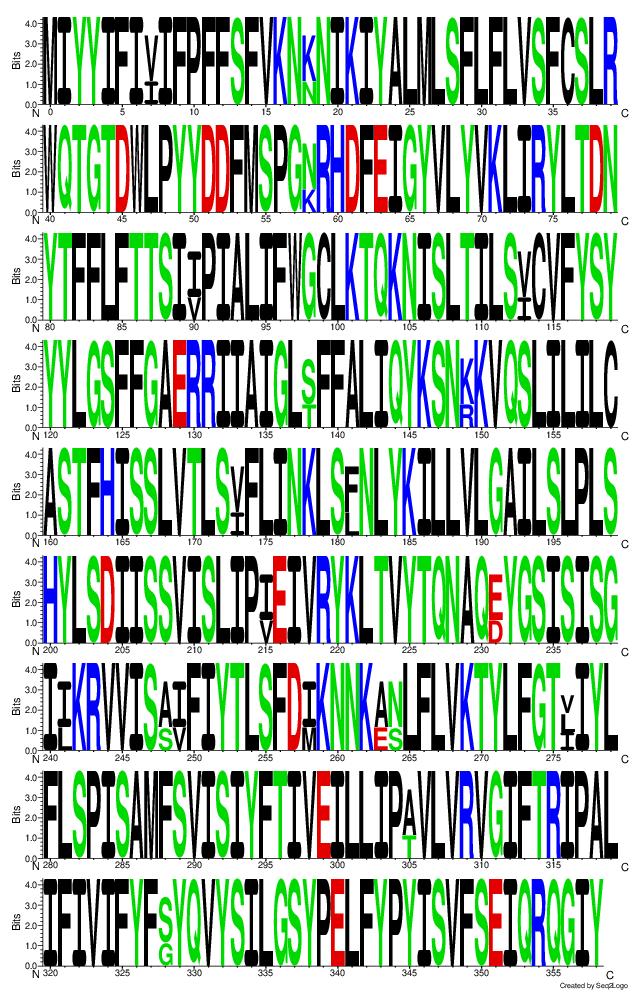 4.0 3.0 2.0 1.0 0.0 Bits
MIYYIFIVIFPFFSFVKNKNIKIYALMLSFLFLVSFCSLR
I N
N 0 5 10 15 20 25 30 35 C
4.0 3.0 2.0 1.0 0.0 Bits
WQTGTDWLPYYDDFMSPGNRHDFEIGYVLYVKLIRYLTDN
K
N 40 45 50 55 60 65 70 75 C
4.0 3.0 2.0 1.0 0.0 Bits
YTFFLFTTSIIPIALIFWGCLKTQKNISLTILSVCVFYSY
V I
N 80 85 90 95 100 105 110 115 C
4.0 3.0 2.0 1.0 0.0 Bits
YYLGSFFGAERRIIAIGLSFFALIQYKSNKKVQSLILILC
T R
N 120 125 130 135 140 145 150 155 C
4.0 3.0 2.0 1.0 0.0 Bits
ASTFHISSLVTLSVFLINKLSFNLYKILLVLGAILSLPLS
I L
N 160 165 170 175 180 185 190 195 C
4.0 3.0 2.0 1.0 0.0 Bits
HYLSDIISSVISLIPIEIVRYKLTVYTQNAQEYGSISISG
V D
N 200 205 210 215 220 225 230 235 C
4.0 3.0 2.0 1.0 0.0 Bits
IIKRVVISAIFIYTLSFDIKNNKANLFLVKTYLFGTVIYL
L S V M E S I
N 240 245 250 255 260 265 270 275 C
4.0 3.0 2.0 1.0 0.0 Bits
FLSPISAMFSVISIYFTIVEILLIPAVLVRVGIFTRIPAL
T
N 280 285 290 295 300 305 310 315 C
4.0 3.0 2.0 1.0 0.0 Bits
IFIVIFYFSYQVYSILGSYPELFYPYISVFSEIQRQGIY
G
N 320 325 330 335 340 345 350 355 C
Created by Seq2Logo